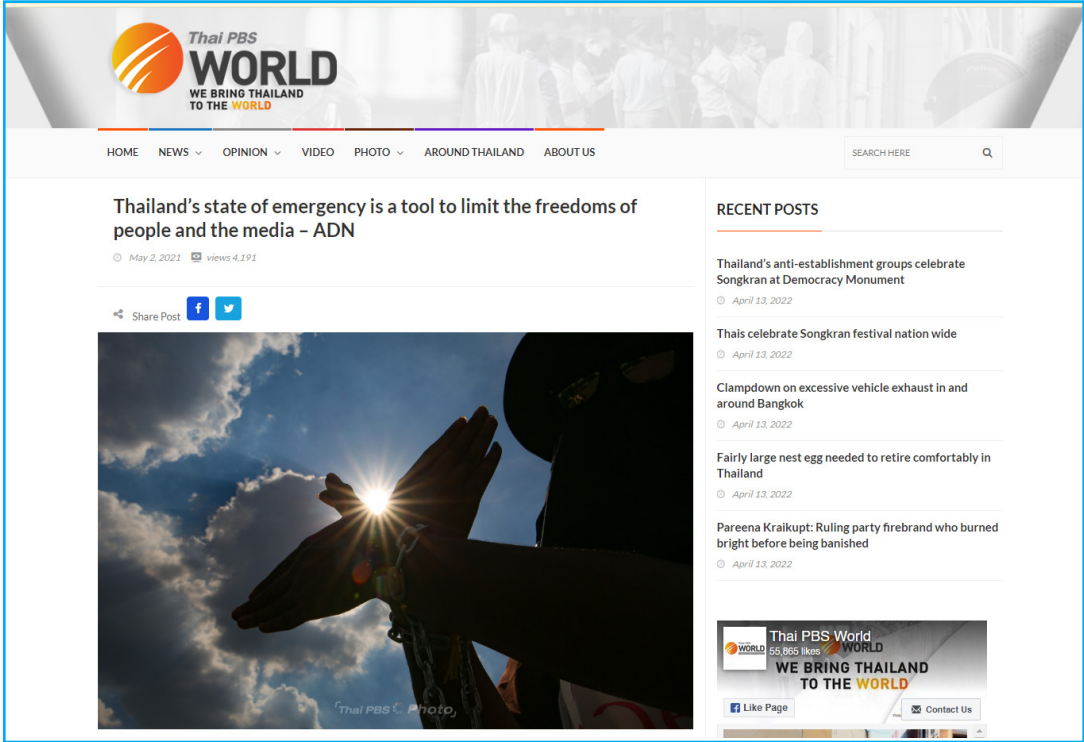 Thai PBS
WORLD
WE BRING THAILAND
TO THE WORLD
HOME NEWS OPINION VIDEO PHOTO AROUND THAILAND ABOUT US SEARCH HERE
Thailand's state of emergency is a tool to limit the freedoms of
people and the media – ADN
May 2, 2021 views 4,191
Share Post
Thai PBS Photo
RECENT POSTS
Thailand's anti-establishment groups celebrate
Songkran at Democracy Monument
April 13, 2022
Thais celebrate Songkran festival nation wide
April 13, 2022
Clampdown on excessive vehicle exhaust in and
around Bangkok
April 13, 2022
Fairly large nest egg needed to retire comfortably in
Thailand
April 13, 2022
Pareena Kraikupt: Ruling party firebrand who burned
bright before being banished
April 13, 2022
Thai PBS World
55,865 likes
WORLD
WORLD
WE BRING THAILAND
TO THE WORLD
Like Page Contact Us